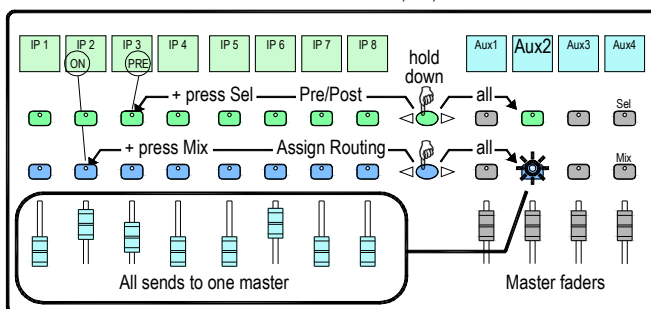 IP 1 IP 2 IP 3 IP 4 IP 5 IP 6 IP 7 IP 8 Aux1 Aux2 Aux3 Aux4
ON PRE
hold
down
+ press Sel Pre/Post all Sel
+ press Mix Assign Routing all Mix
All sends to one master Master faders